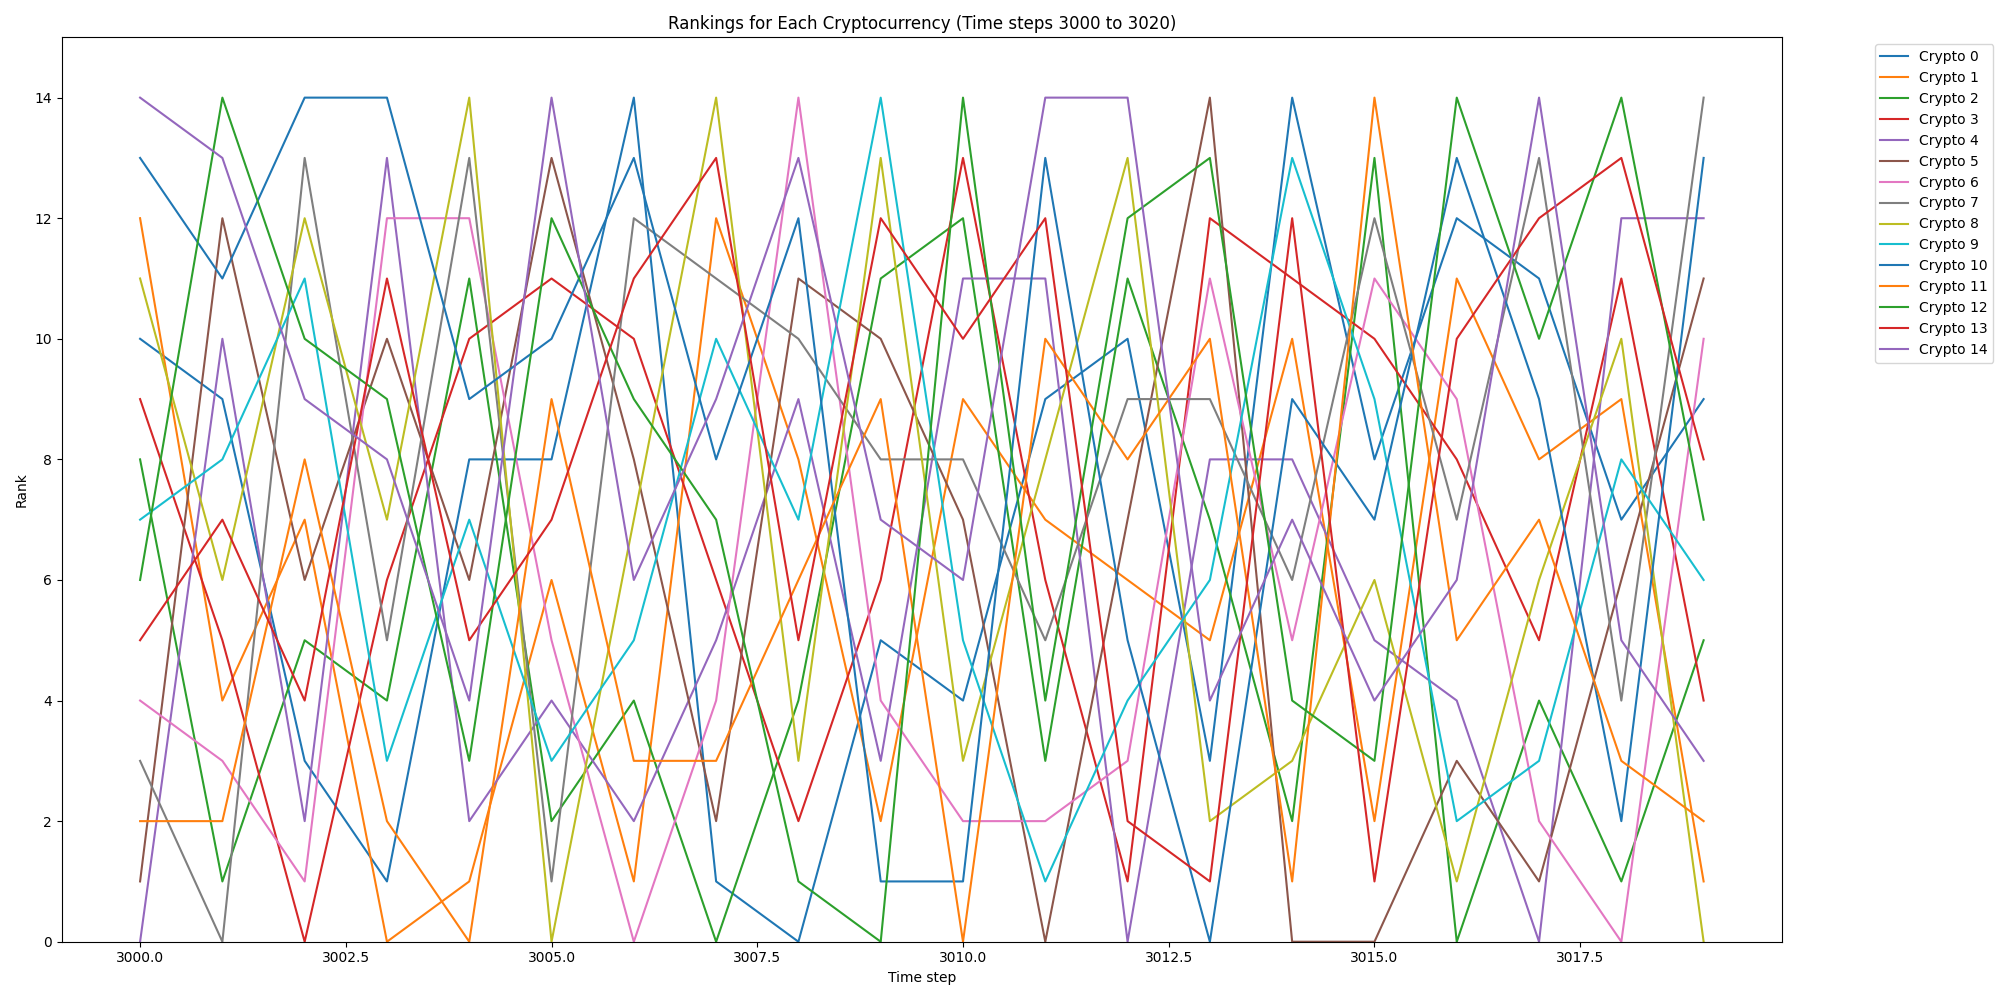 Rankings for Each Cryptocurrency (Time steps 3000 to 3020)
Rank
14
12
10
8
6
4
2
0
3000.0 3002.5 3005.0 3007.5 3010.0 3012.5 3015.0 3017.5
Time step
Crypto 0
Crypto 1
Crypto 2
Crypto 3
Crypto 4
Crypto 5
Crypto 6
Crypto 7
Crypto 8
Crypto 9
Crypto 10
Crypto 11
Crypto 12
Crypto 13
Crypto 14